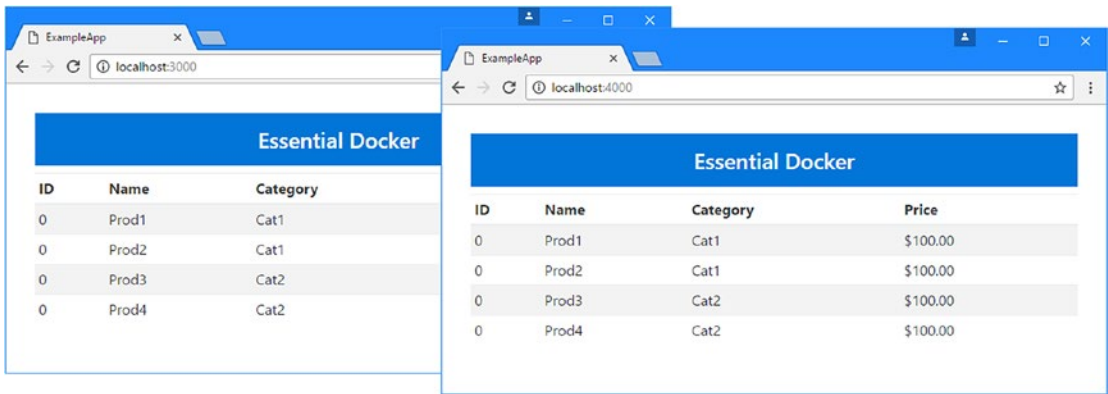 ExampleApp
localhost:3000
Essential Docker
ID Name Category
0 Prod1 Cat1
0 Prod2 Cat1
0 Prod3 Cat2
0 Prod4 Cat2
ExampleApp
localhost:4000
Essential Docker
ID Name Category Price
0 Prod1 Cat1 $100.00
0 Prod2 Cat1 $100.00
0 Prod3 Cat2 $100.00
0 Prod4 Cat2 $100.00